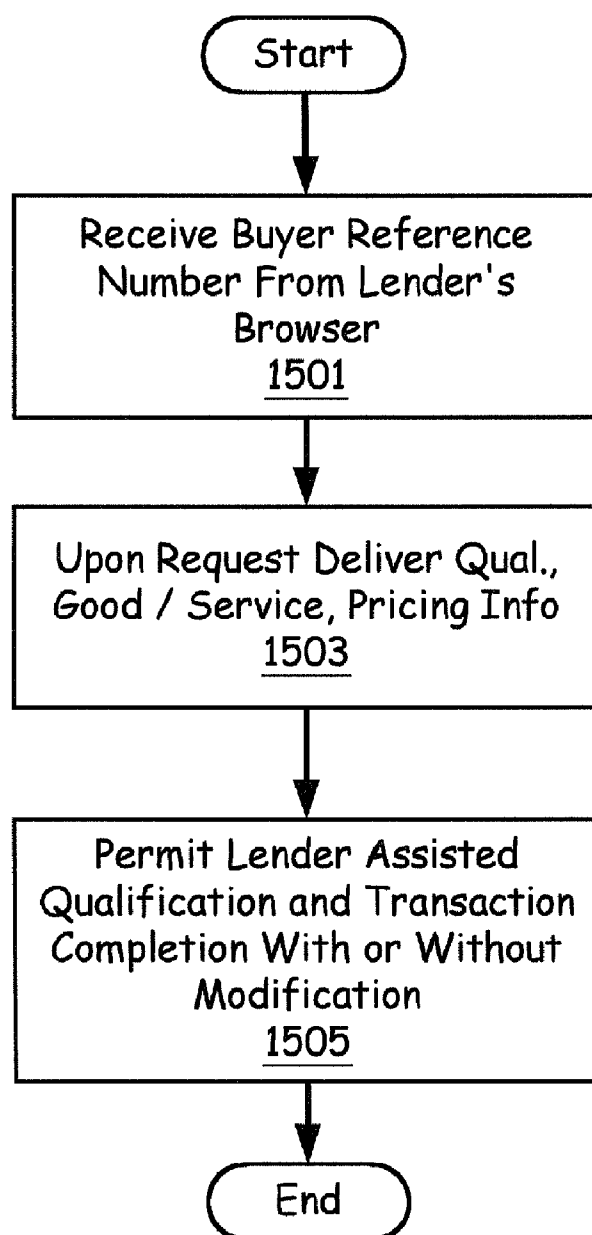 Start
Receive Buyer Reference
Number From Lender's
Browser
1501
Upon Request Deliver Qual.,
Good / Service, Pricing Info
1503
Permit Lender Assisted
Qualification and Transaction
Completion With or Without
Modification
1505
End